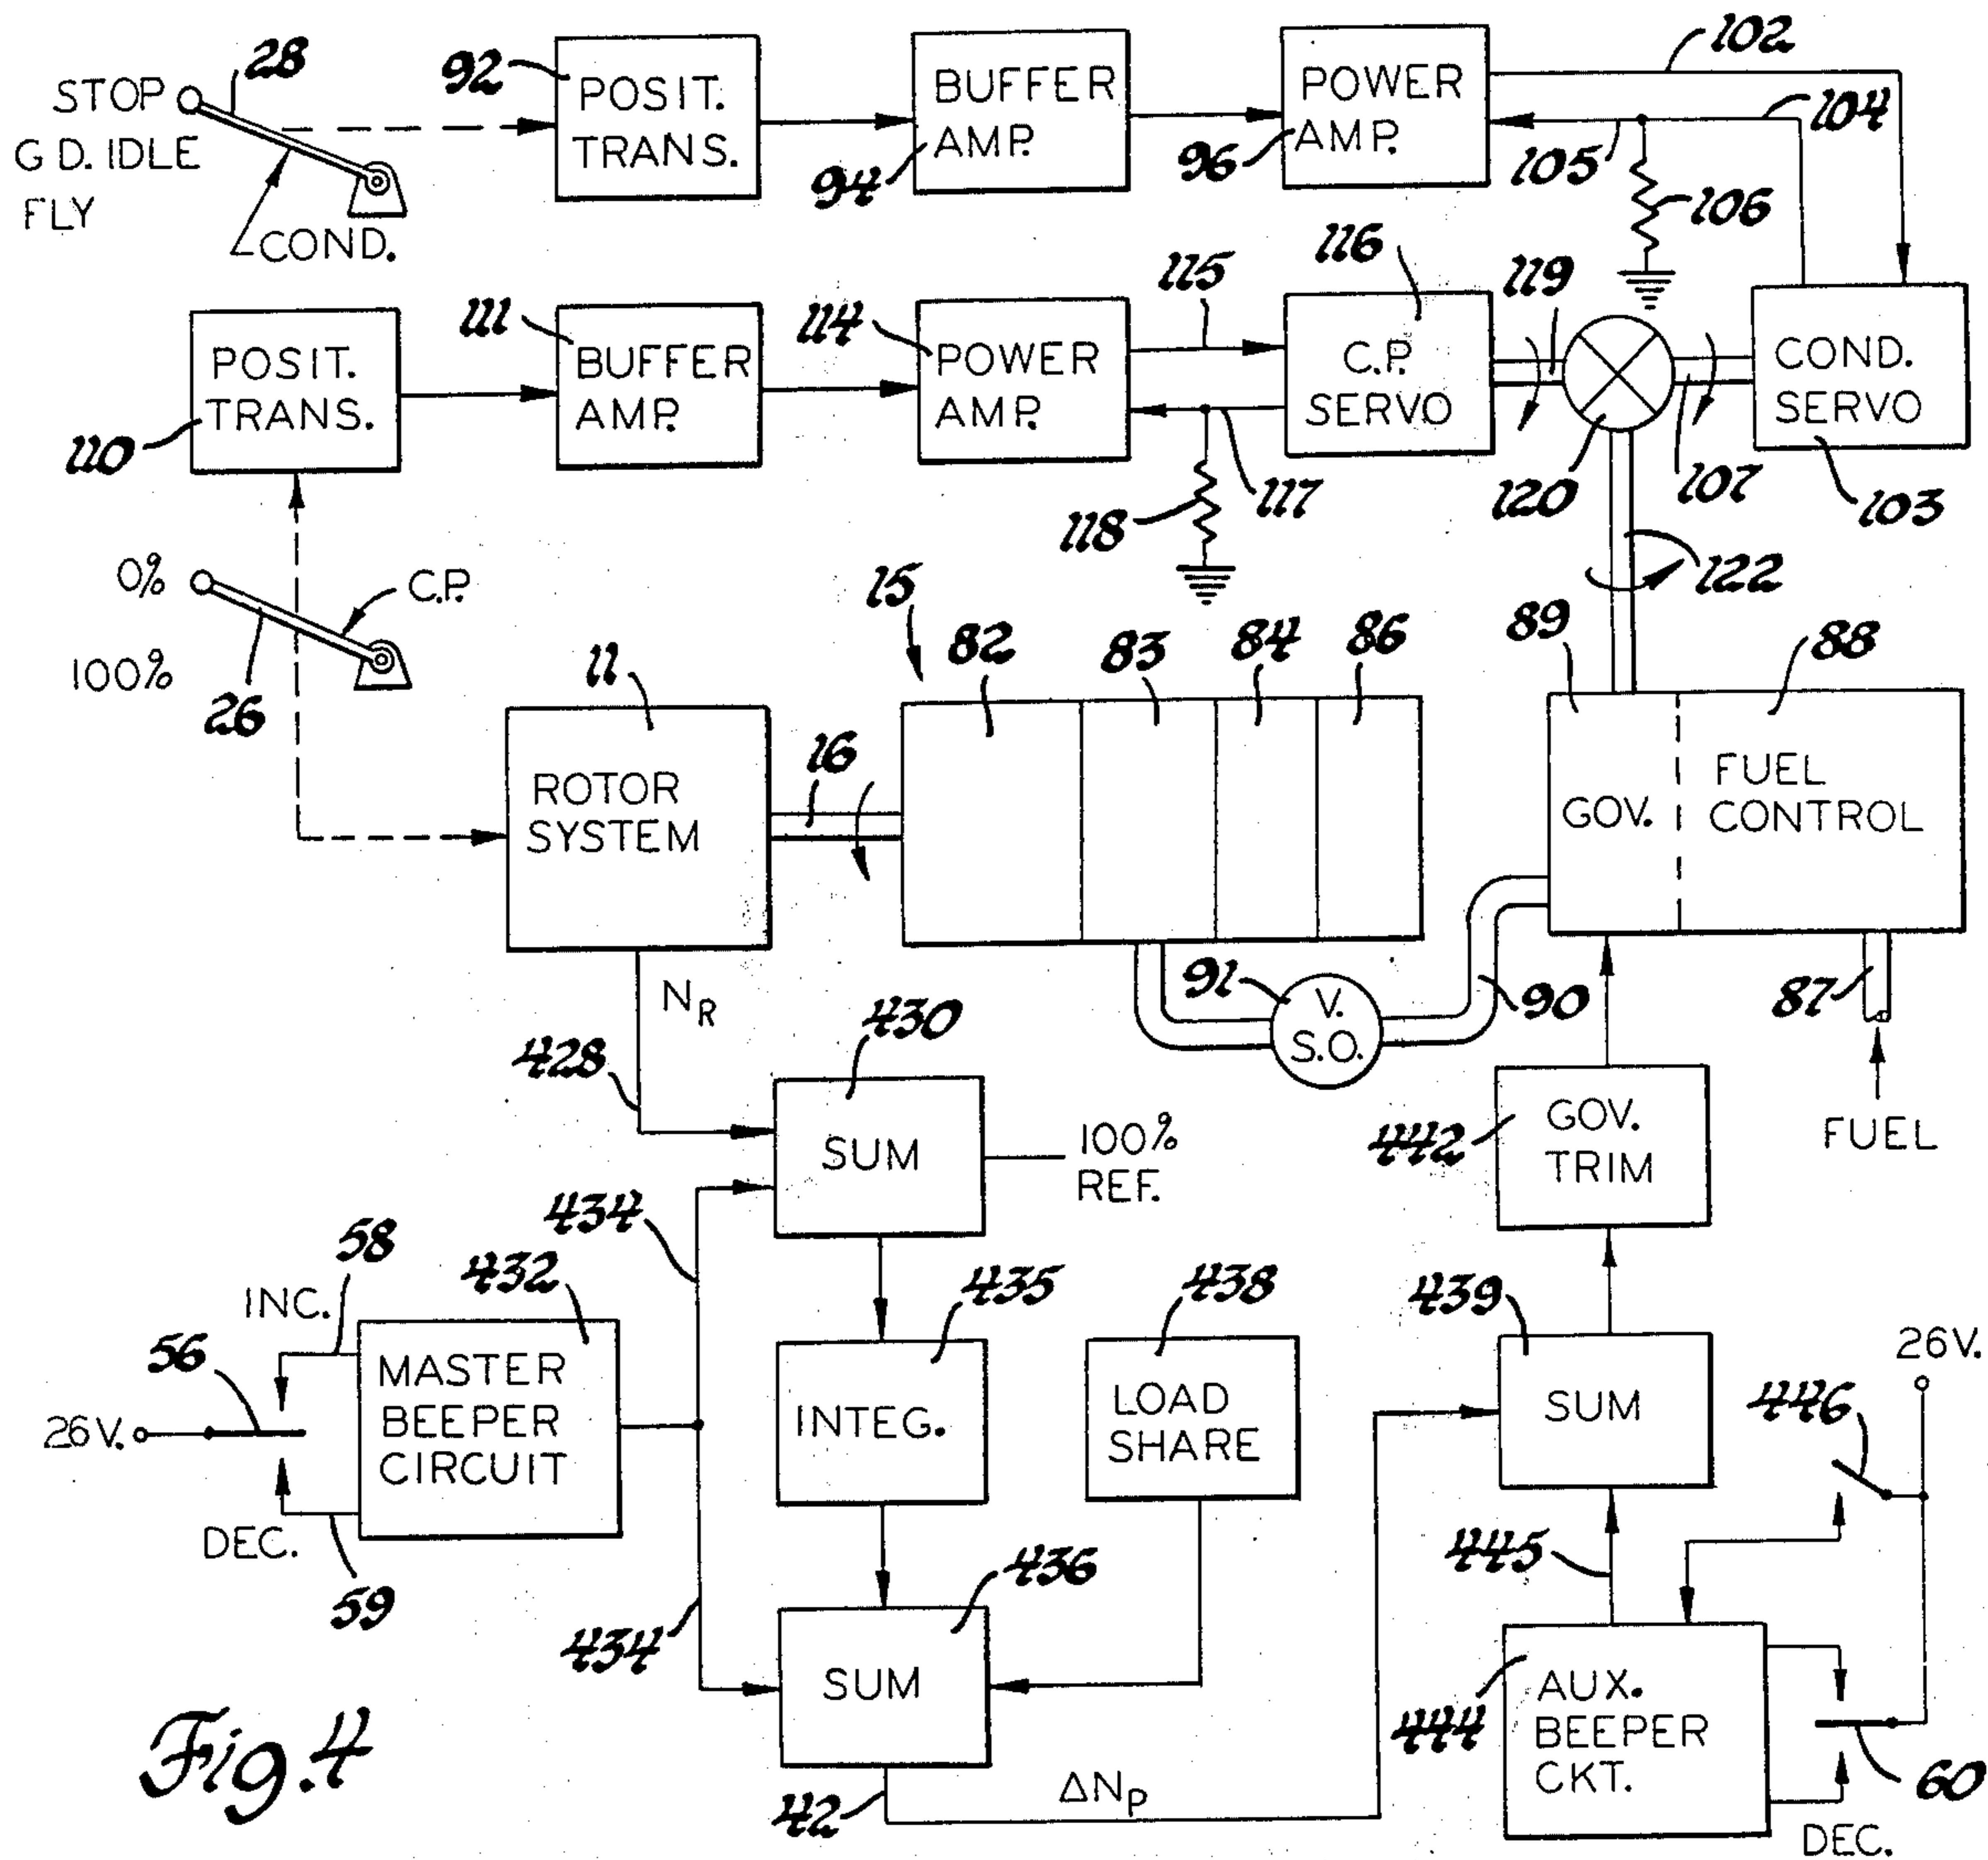 STOP
GD. IDLE
FLY
28
COND.
92
POSIT.
TRANS.
BUFFER
AMP.
94
POWER
AMP.
96
102
104
105
106
110
POSIT.
TRANS.
111
BUFFER
AMP.
114
POWER
AMP.
115
116
C.P.
SERVO
117
118
119
120
107
COND.
SERVO
103
122
0%
100%
C.P.
26
11
ROTOR
SYSTEM
16
15
82
83
84
86
89
88
GOV.
FUEL
CONTROL
91
V.
S.O.
90
87
FUEL
NR
428
430
SUM
100%
REF.
442
GOV.
TRIM
434
58
INC.
432
56
26V.
MASTER
BEEPER
CIRCUIT
DEC.
59
435
INTEG.
438
LOAD
SHARE
439
SUM
26V.
446
445
434
436
SUM
42
ΔNP
444
AUX.
BEEPER
CKT.
60
DEC.
Fig. 4